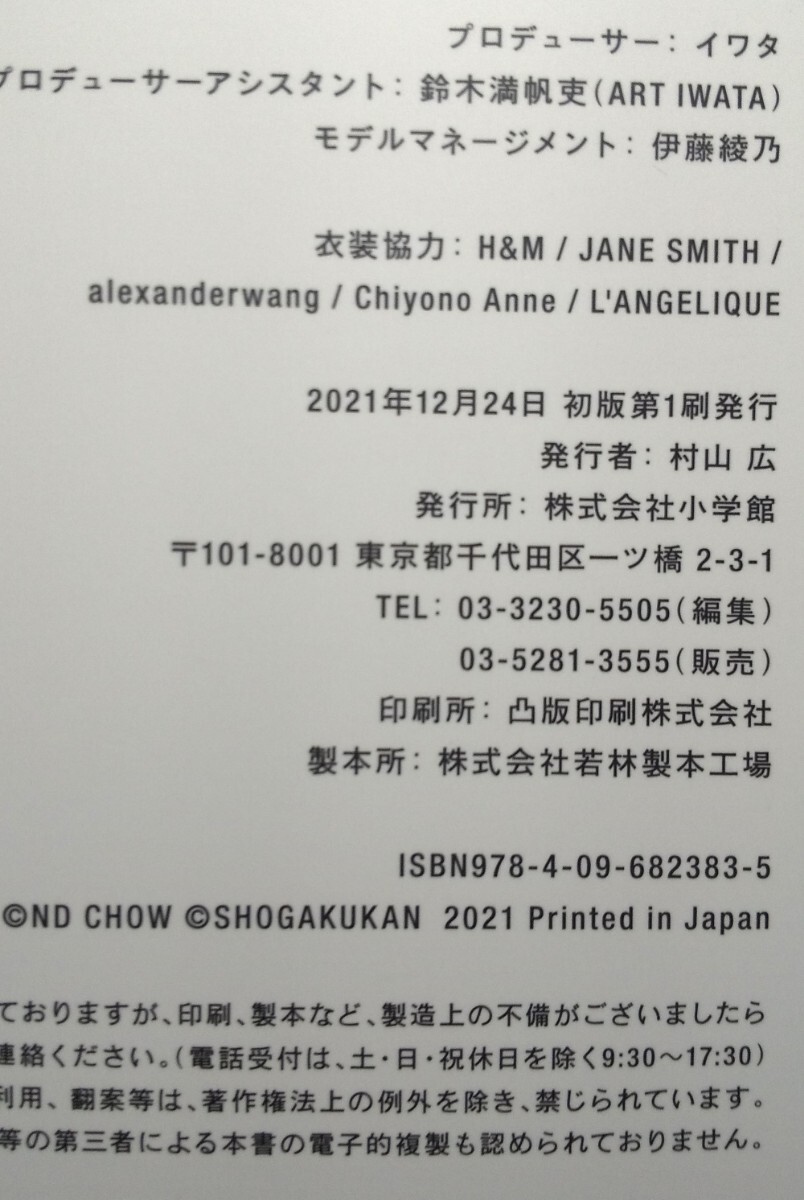 プロデューサー: イワタ
プロデューサーアシスタント: 鈴木満帆吏(ART IWATA)
モデルマネージメント: 伊藤綾乃
衣装協力: H&M / JANE SMITH /
alexanderwang / Chiyono Anne / L'ANGELIQUE
2021年12月24日 初版第1刷発行
発行者: 村山 広
発行所: 株式会社小学館
〒101-8001 東京都千代田区一ツ橋 2-3-1
TEL: 03-3230-5505(編集)
03-5281-3555(販売)
印刷所: 凸版印刷株式会社
製本所: 株式会社若林製本工場
ISBN978-4-09-682383-5
©ND CHOW ©SHOGAKUKAN 2021 Printed in Japan
ておりますが、印刷、製本など、製造上の不備がございましたら
連絡ください。(電話受付は、土・日・祝休日を除く9:30〜17:30)
利用、翻案等は、著作権法上の例外を除き、禁じられています。
等の第三者による本書の電子的複製も認められておりません。